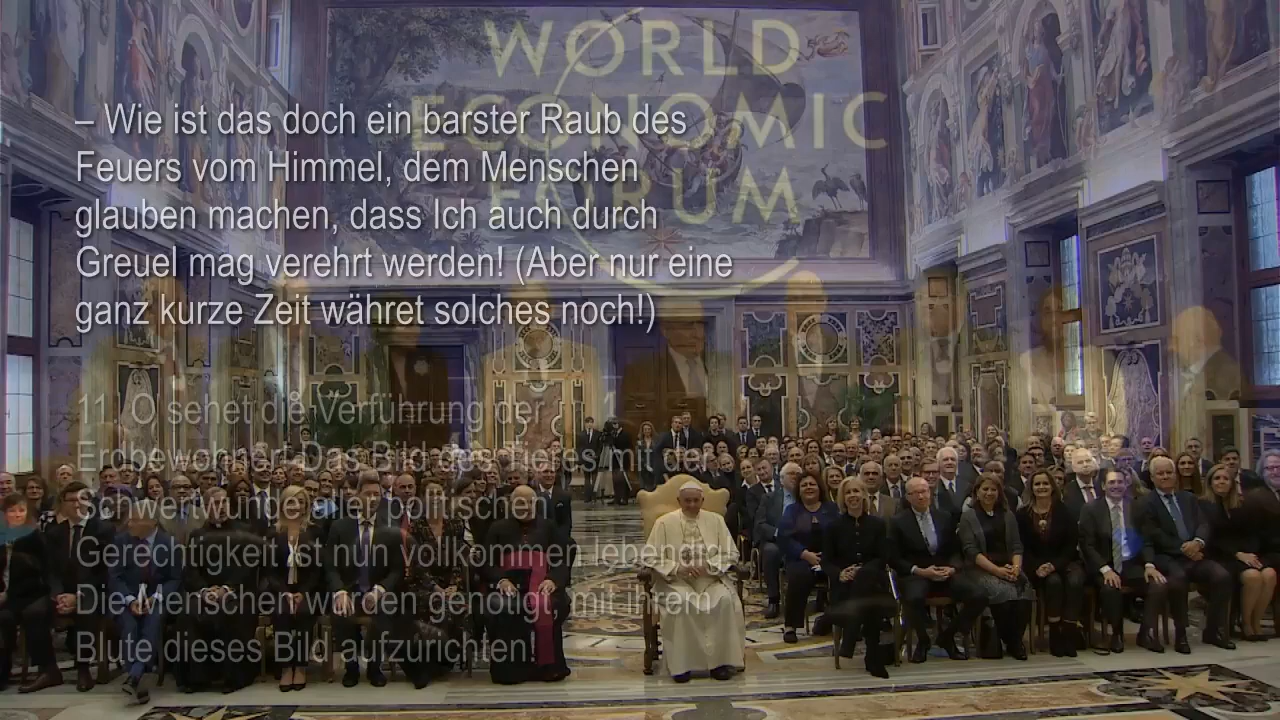 WORLD
ECONOMIC
FORUM
– Wie ist das doch ein barster Raub des
Feuers vom Himmel, dem Menschen
glauben machen, dass Ich auch durch
Greuel mag verehrt werden! (Aber nur eine
ganz kurze Zeit währet solches noch!)
11. O sehet die Verführung der
Erdbewohner! Das Bild des Tieres mit der
Schwertwunde der politischen
Gerechtigkeit ist nun vollkommen lebendig!
Die Menschen wurden genötigt, mit ihrem
Blute dieses Bild aufzurichten!